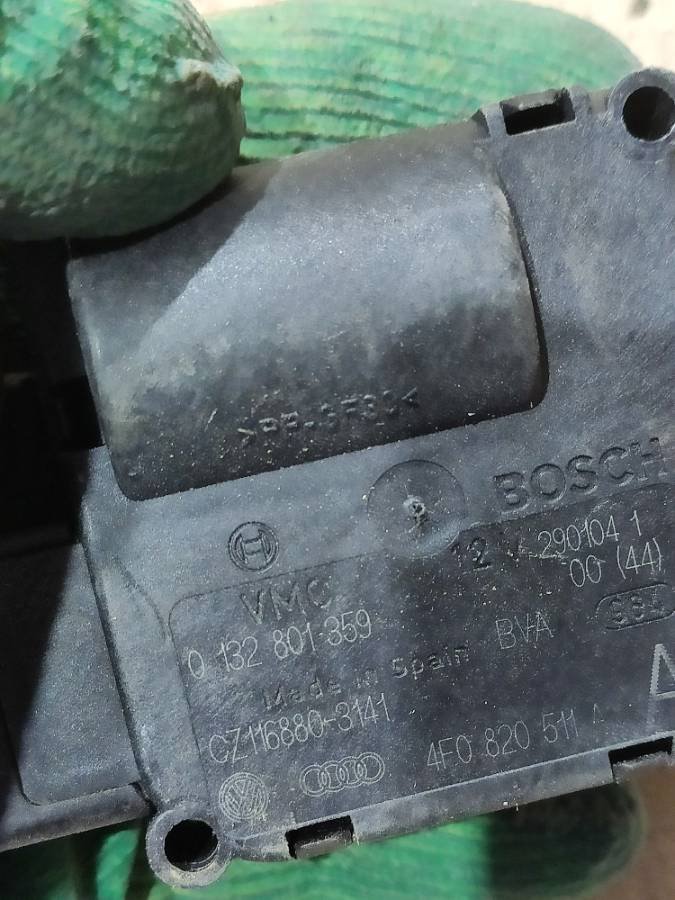 >PP-GF30<
BOSCH
12 V 290104 1
00 (44)
VMC
0 132 801 359
Made in Spain BVA
CZ116880-3141
4F0 820 511 A
A